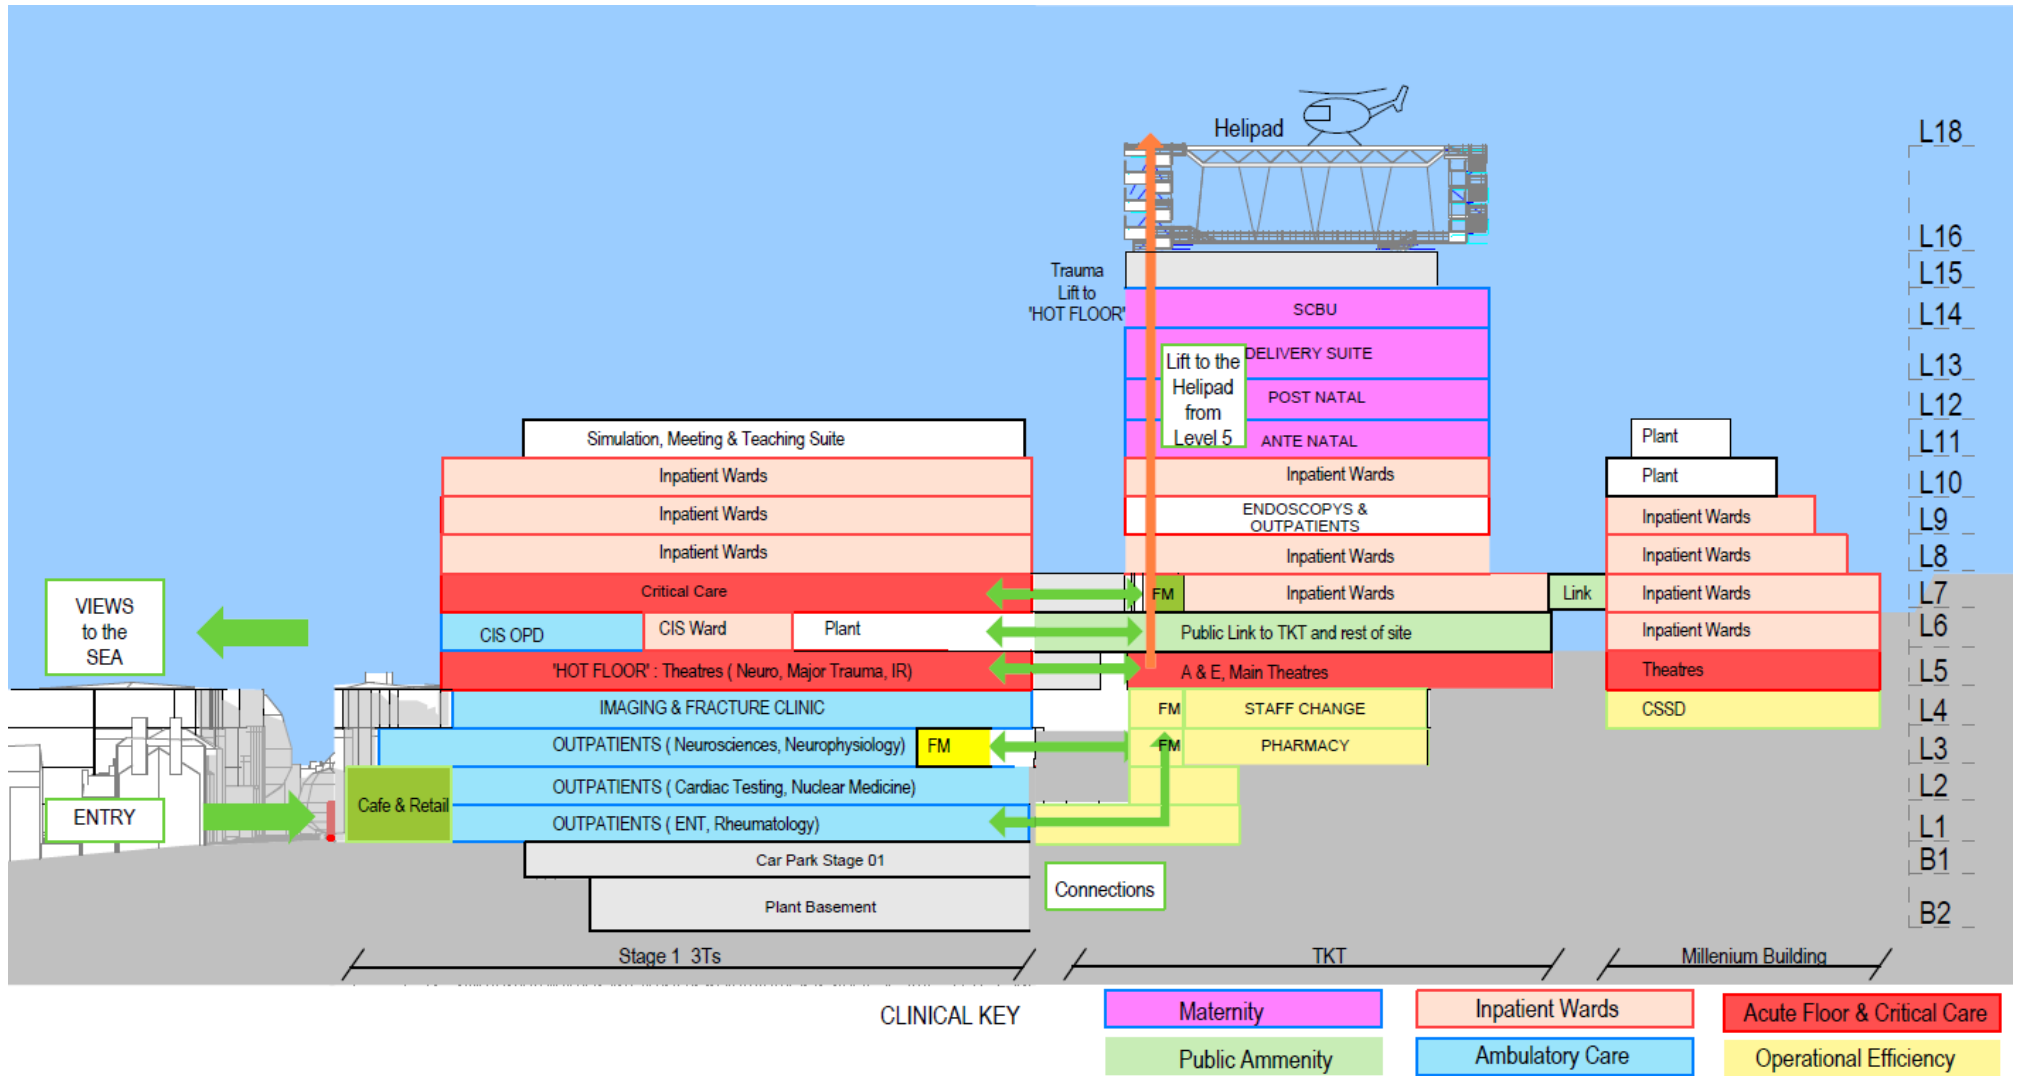 Helipad
L18
L16
Trauma
Lift to
'HOT FLOOR'
L15
SCBU
L14
Lift to the
Helipad
from
Level 5
DELIVERY SUITE
L13
POST NATAL
L12
Simulation, Meeting & Teaching Suite
ANTE NATAL
Plant
L11
Inpatient Wards
Inpatient Wards
Plant
L10
Inpatient Wards
ENDOSCOPYS &
OUTPATIENTS
Inpatient Wards
L9
Inpatient Wards
Inpatient Wards
Inpatient Wards
L8
VIEWS
to the
SEA
Critical Care
FM
Inpatient Wards
Link
Inpatient Wards
L7
CIS OPD
CIS Ward
Plant
Public Link to TKT and rest of site
Inpatient Wards
L6
'HOT FLOOR' : Theatres ( Neuro, Major Trauma, IR)
A & E, Main Theatres
Theatres
L5
IMAGING & FRACTURE CLINIC
FM
STAFF CHANGE
CSSD
L4
OUTPATIENTS ( Neurosciences, Neurophysiology)
FM
FM
PHARMACY
L3
OUTPATIENTS ( Cardiac Testing, Nuclear Medicine)
L2
ENTRY
Cafe & Retail
OUTPATIENTS ( ENT, Rheumatology)
L1
Car Park Stage 01
B1
Connections
Plant Basement
B2
Stage 1 3Ts
TKT
Millenium Building
CLINICAL KEY
Maternity
Inpatient Wards
Acute Floor & Critical Care
Public Ammenity
Ambulatory Care
Operational Efficiency